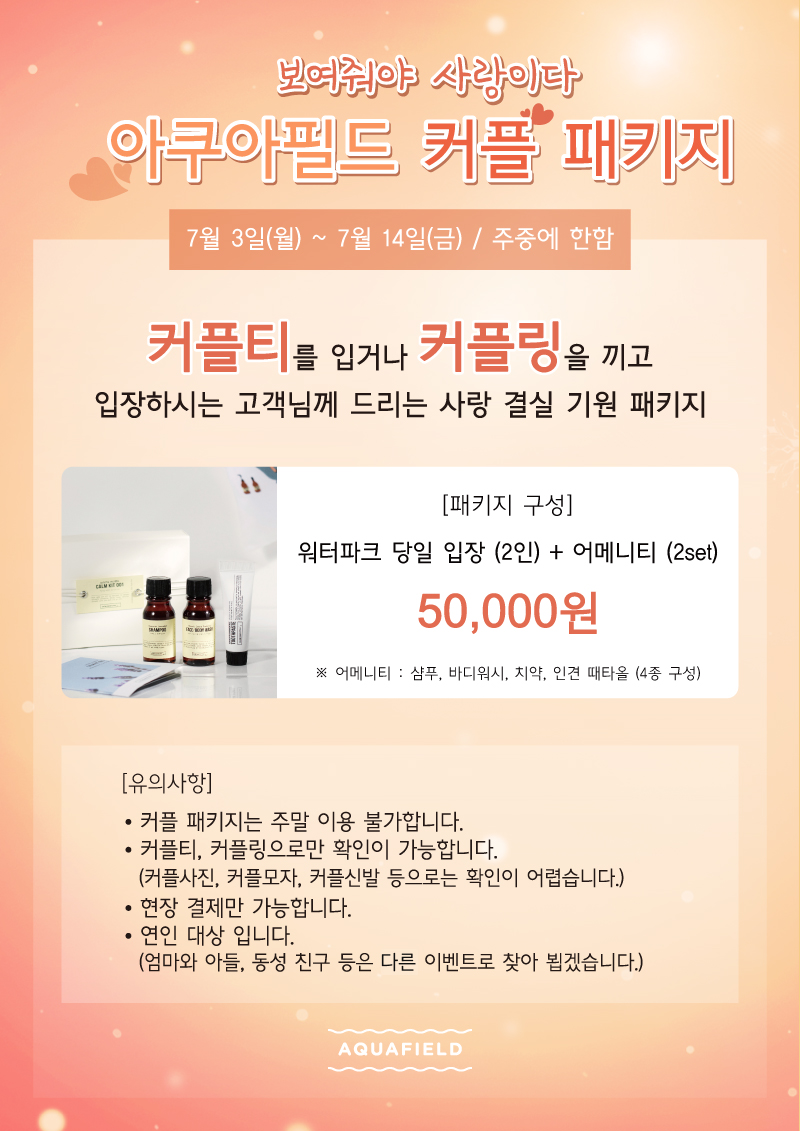 보여줘야 사랑이다
아쿠아필드 커플 패키지
7월 3일(월) ~ 7월 14일(금) / 주중에 한함
커플티를 입거나 커플링을 끼고
입장하시는 고객님께 드리는 사랑 결실 기원 패키지
[패키지 구성]
워터파크 당일 입장 (2인) + 어메니티 (2set)
50,000원
※ 어메니티 : 샴푸, 바디워시, 치약, 인견 때타올 (4종 구성)
CALM KIT 001
SHAMPOO
FACE BODY WASH
[유의사항]
• 커플 패키지는 주말 이용 불가합니다.
• 커플티, 커플링으로만 확인이 가능합니다.
(커플사진, 커플모자, 커플신발 등으로는 확인이 어렵습니다.)
• 현장 결제만 가능합니다.
• 연인 대상 입니다.
(엄마와 아들, 동성 친구 등은 다른 이벤트로 찾아 뵙겠습니다.)
AQUAFIELD